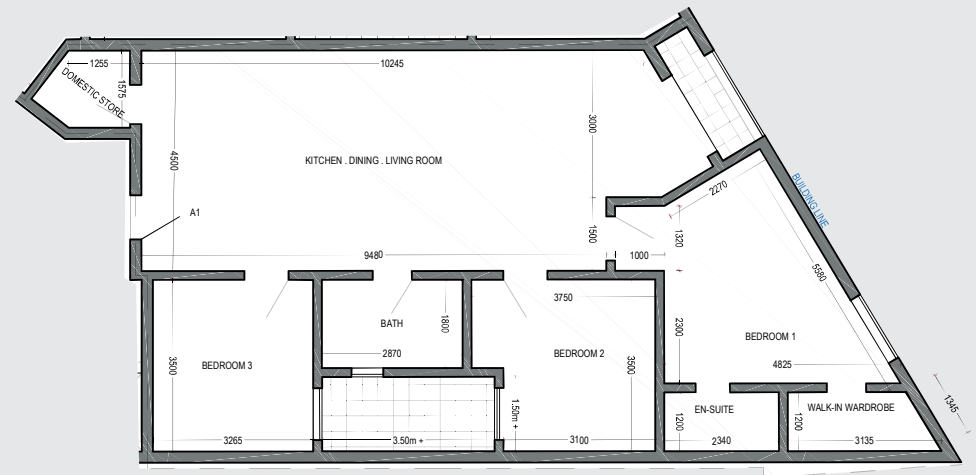 1255
10245
DOMESTIC STORE
1575
3000
4500
KITCHEN . DINING . LIVING ROOM
2270
BUILDING LINE
A1
1500
1320
9480
1000
5580
3750
BATH
1800
2300
BEDROOM 1
BEDROOM 3
3500
2870
BEDROOM 2
3500
4825
1345
1.50m +
EN-SUITE
WALK-IN WARDROBE
1200
1200
3265
3.50m +
3100
2340
3135